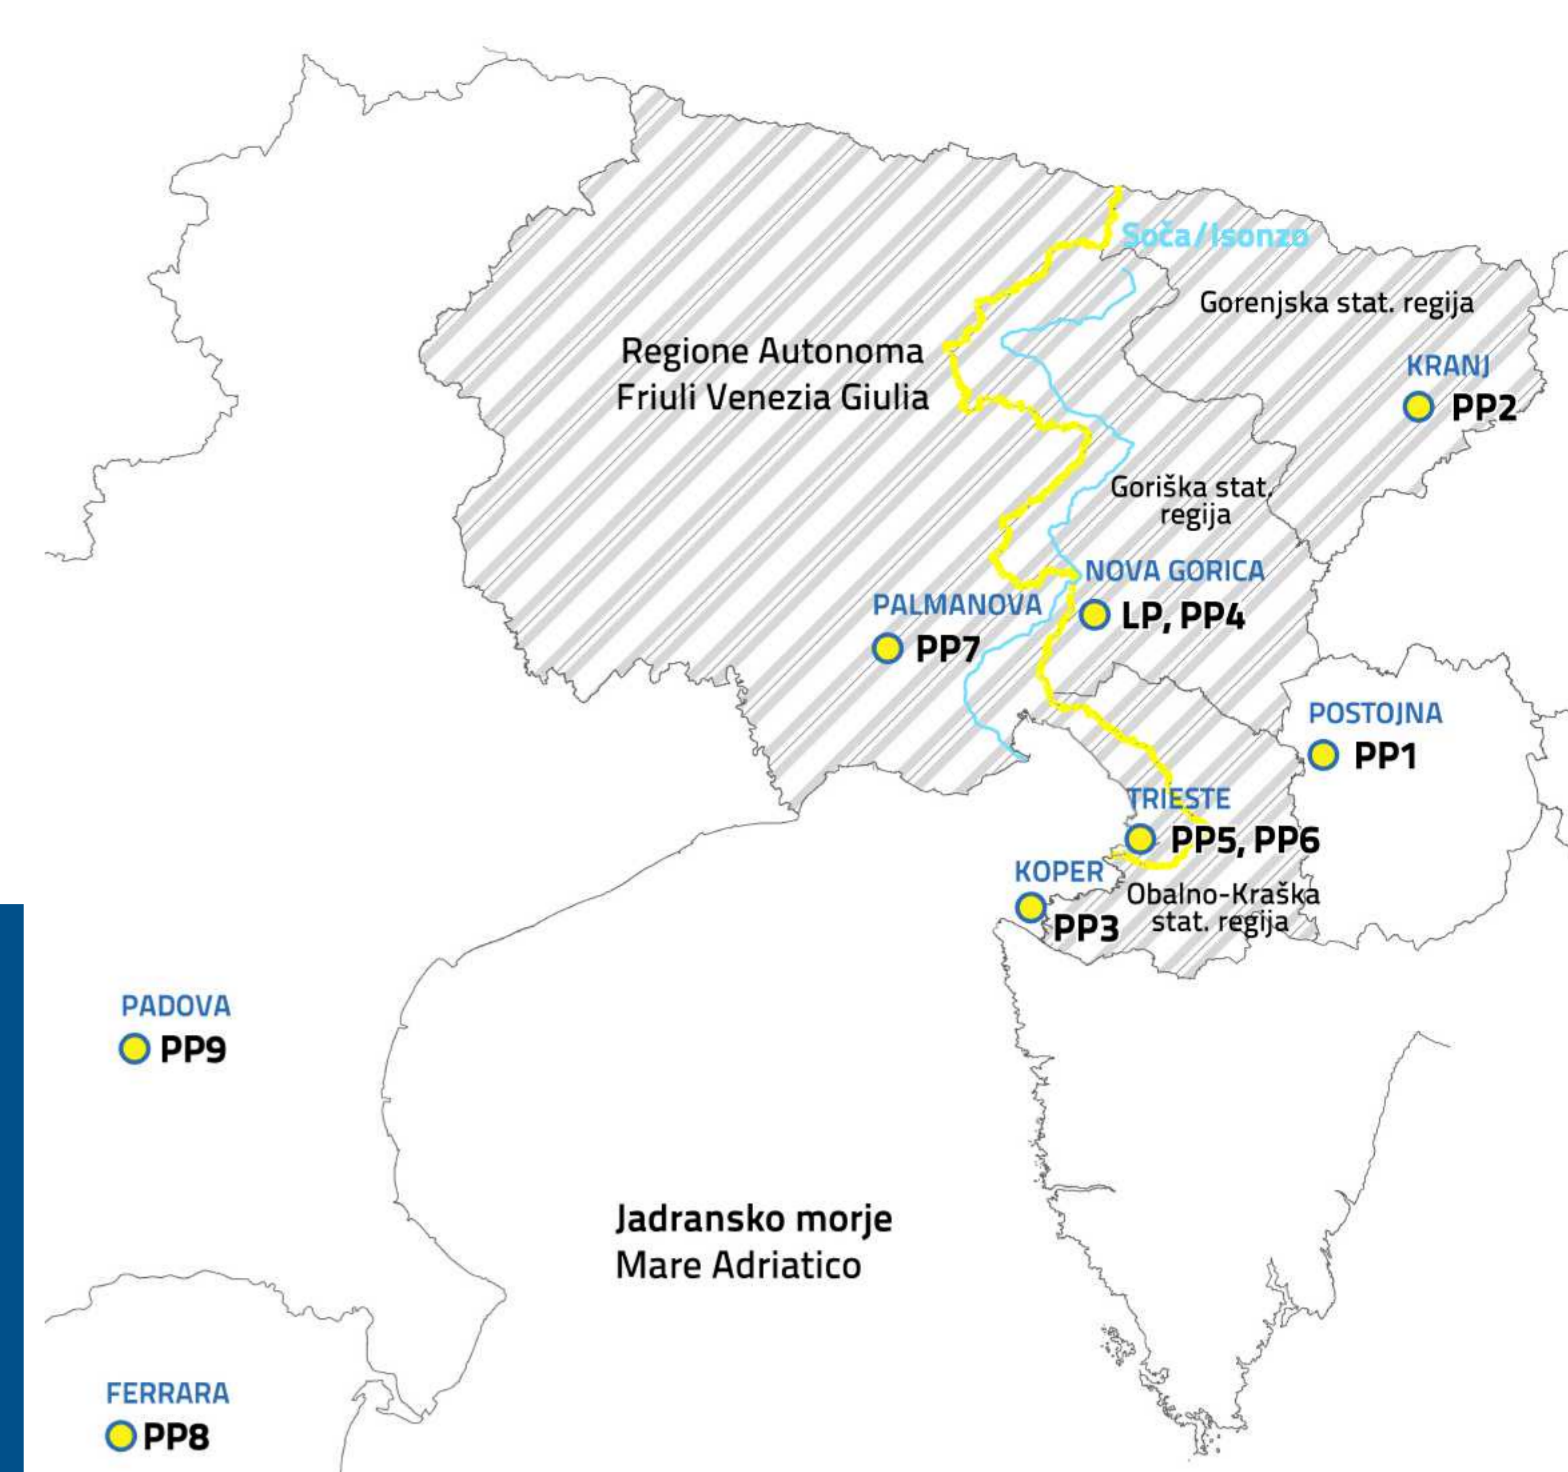 Soča/Isonzo
Gorenjska stat. regija
Regione Autonoma
Friuli Venezia Giulia
KRANJ
PP2
Goriška stat.
regija
NOVA GORICA
LP, PP4
PALMANOVA
PP7
POSTOJNA
PP1
TRIESTE
PP5, PP6
KOPER
PP3
Obalno-Kraška
stat. regija
PADOVA
PP9
Jadransko morje
Mare Adriatico
FERRARA
PP8